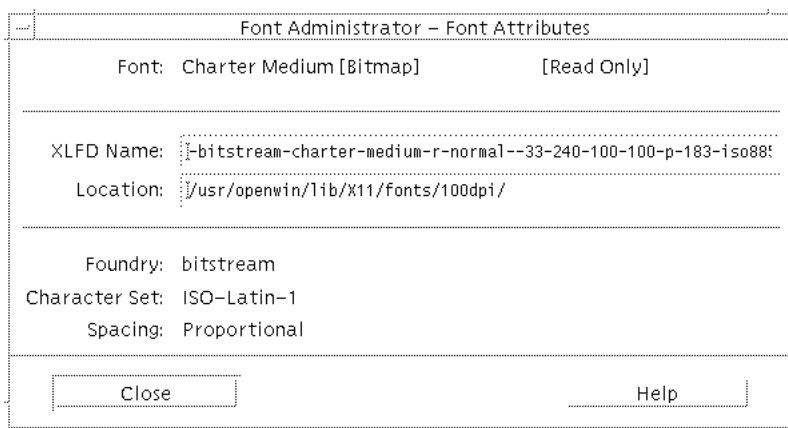 Font Administrator – Font Attributes
Font: Charter Medium [Bitmap] [Read Only]
XLFD Name: -bitstream-charter-medium-r-normal--33-240-100-100-p-183-iso885
Location: /usr/openwin/lib/X11/fonts/100dpi/
Foundry: bitstream
Character Set: ISO–Latin–1
Spacing: Proportional
Close Help